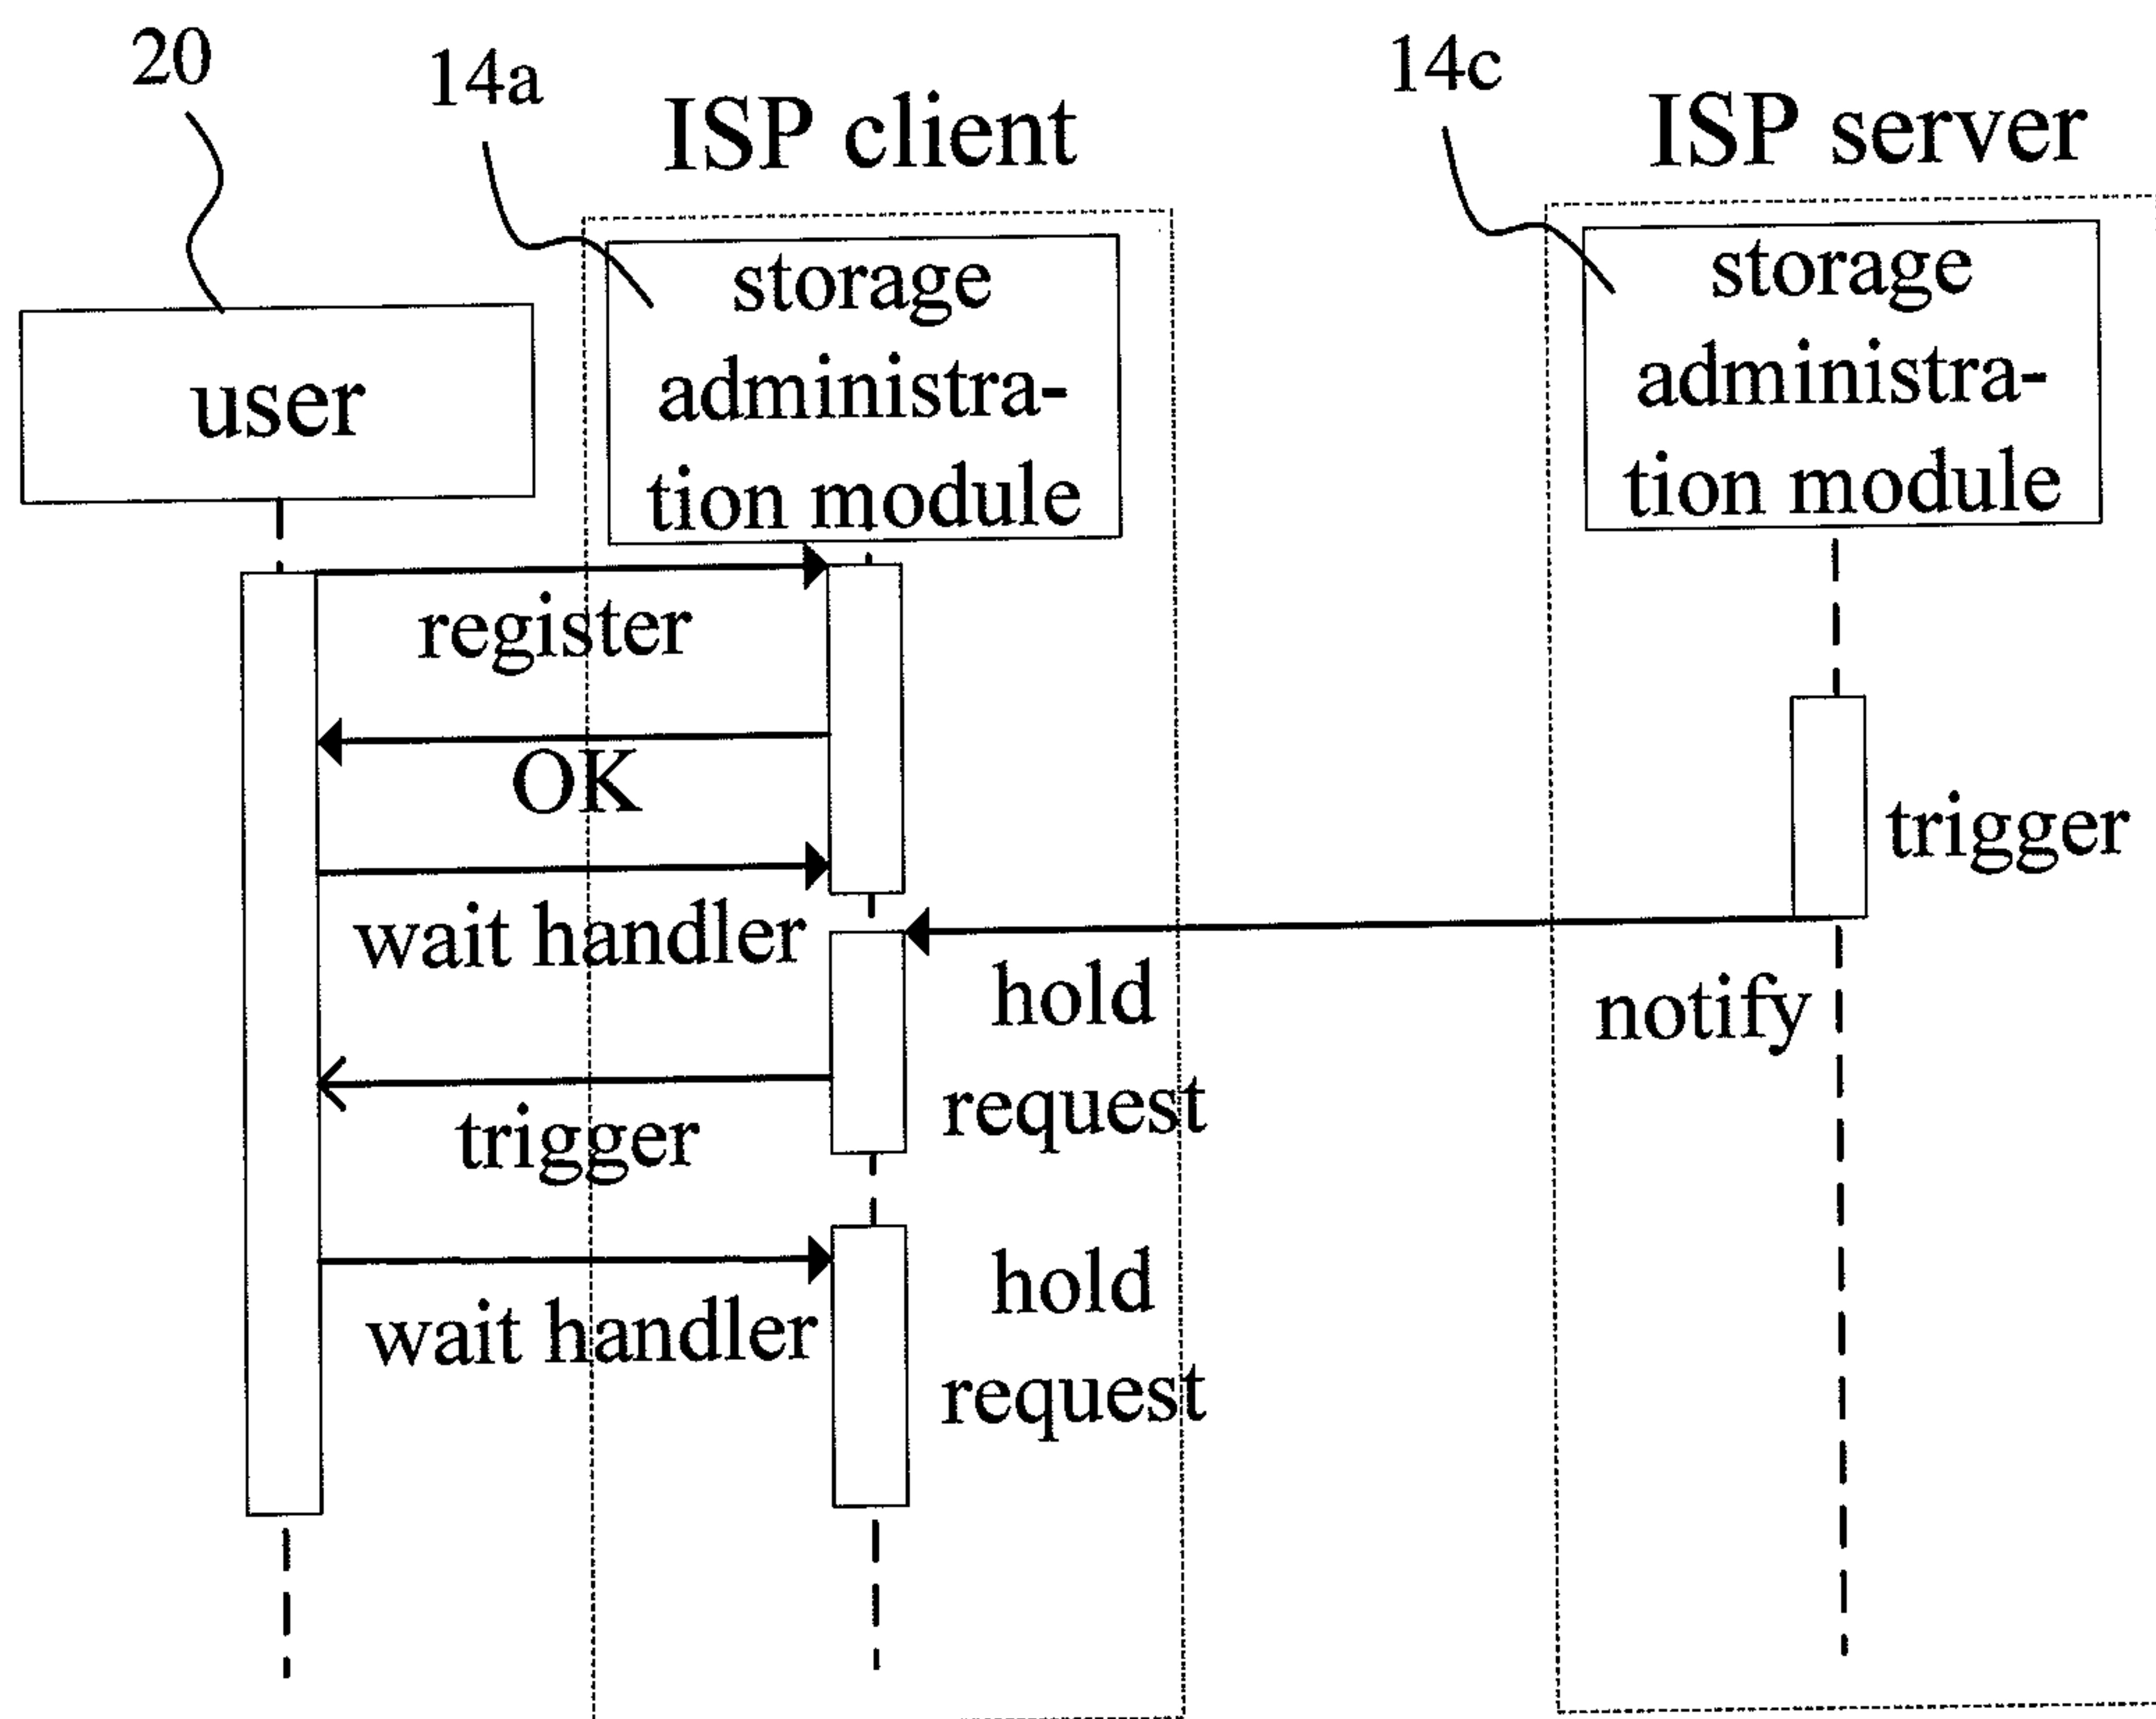 20
14a
14c
ISP client
ISP server
user
storage
administra-
tion module
storage
administra-
tion module
register
OK
trigger
wait handler
hold
request
notify
trigger
hold
request
wait handler